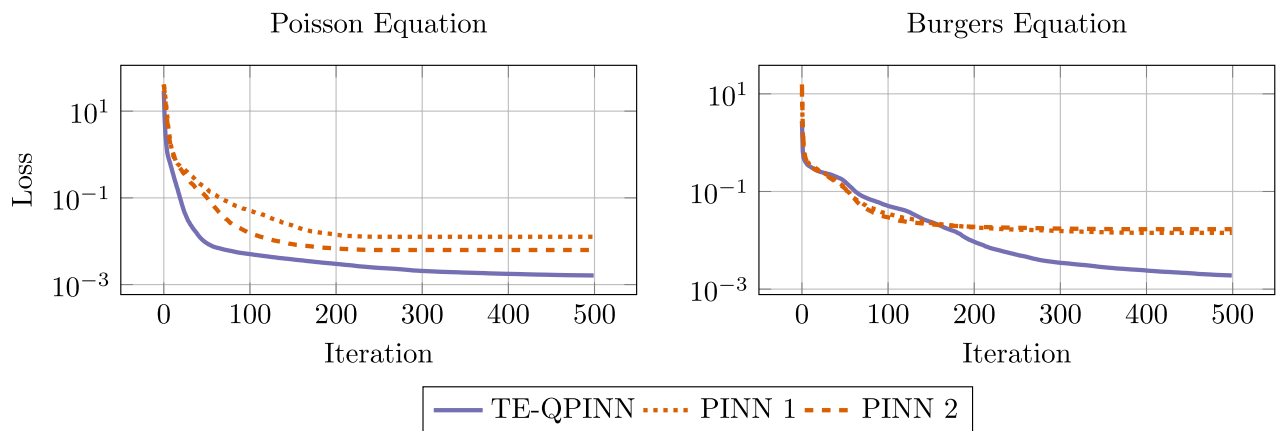 Poisson Equation
Loss
10^1
10^-1
10^-3
0 100 200 300 400 500
Iteration
Burgers Equation
10^1
10^-1
10^-3
0 100 200 300 400 500
Iteration
TE-QPINN PINN 1 PINN 2